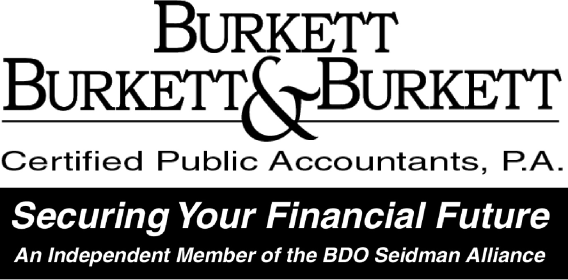 BURKETT
BURKETT & BURKETT
Certified Public Accountants, P.A.
Securing Your Financial Future
An Independent Member of the BDO Seidman Alliance